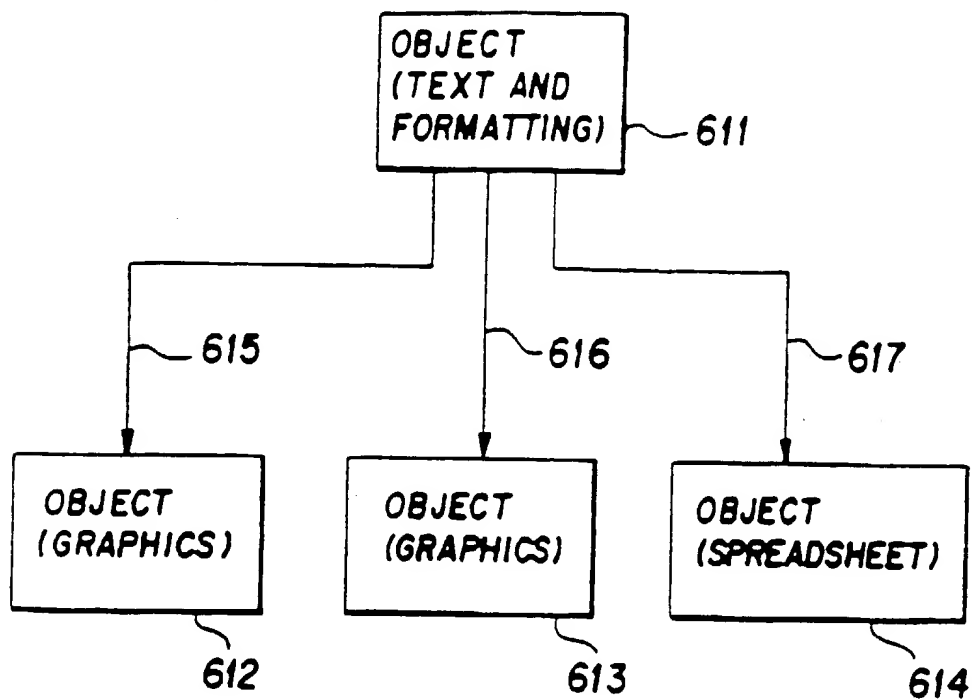 OBJECT
(TEXT AND
FORMATTING)
611
615
616
617
OBJECT
(GRAPHICS)
612
OBJECT
(GRAPHICS)
613
OBJECT
(SPREADSHEET)
614